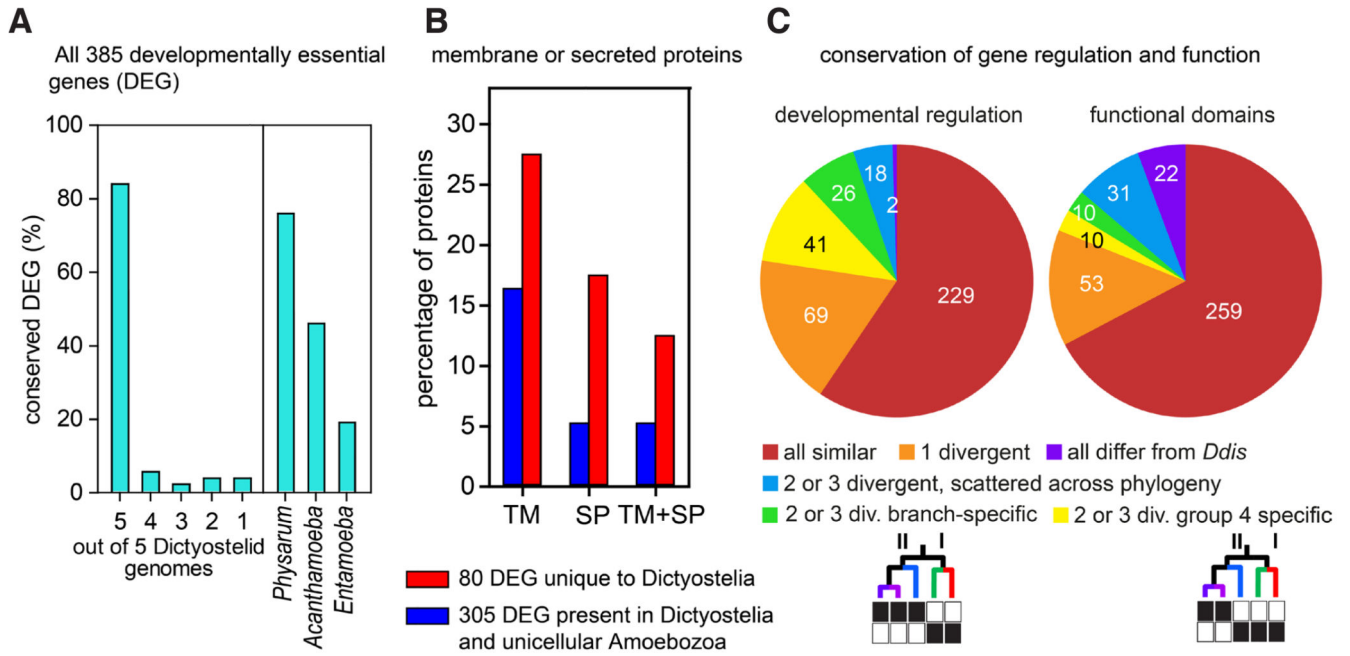 A
All 385 developmentally essential
genes (DEG)
conserved DEG (%)
100
80
60
40
20
0
5 4 3 2 1
out of 5 Dictyostelid
genomes
Physarum
Acanthamoeba
Entamoeba
B
membrane or secreted proteins
percentage of proteins
30
25
20
15
10
5
0
TM SP TM+SP
80 DEG unique to Dictyostelia
305 DEG present in Dictyostelia
and unicellular Amoebozoa
C
conservation of gene regulation and function
developmental regulation
229
69
41
26
18
2
functional domains
259
53
10
10
31
22
all similar 1 divergent all differ from Ddis
2 or 3 divergent, scattered across phylogeny
2 or 3 div. branch-specific 2 or 3 div. group 4 specific
II I
II I